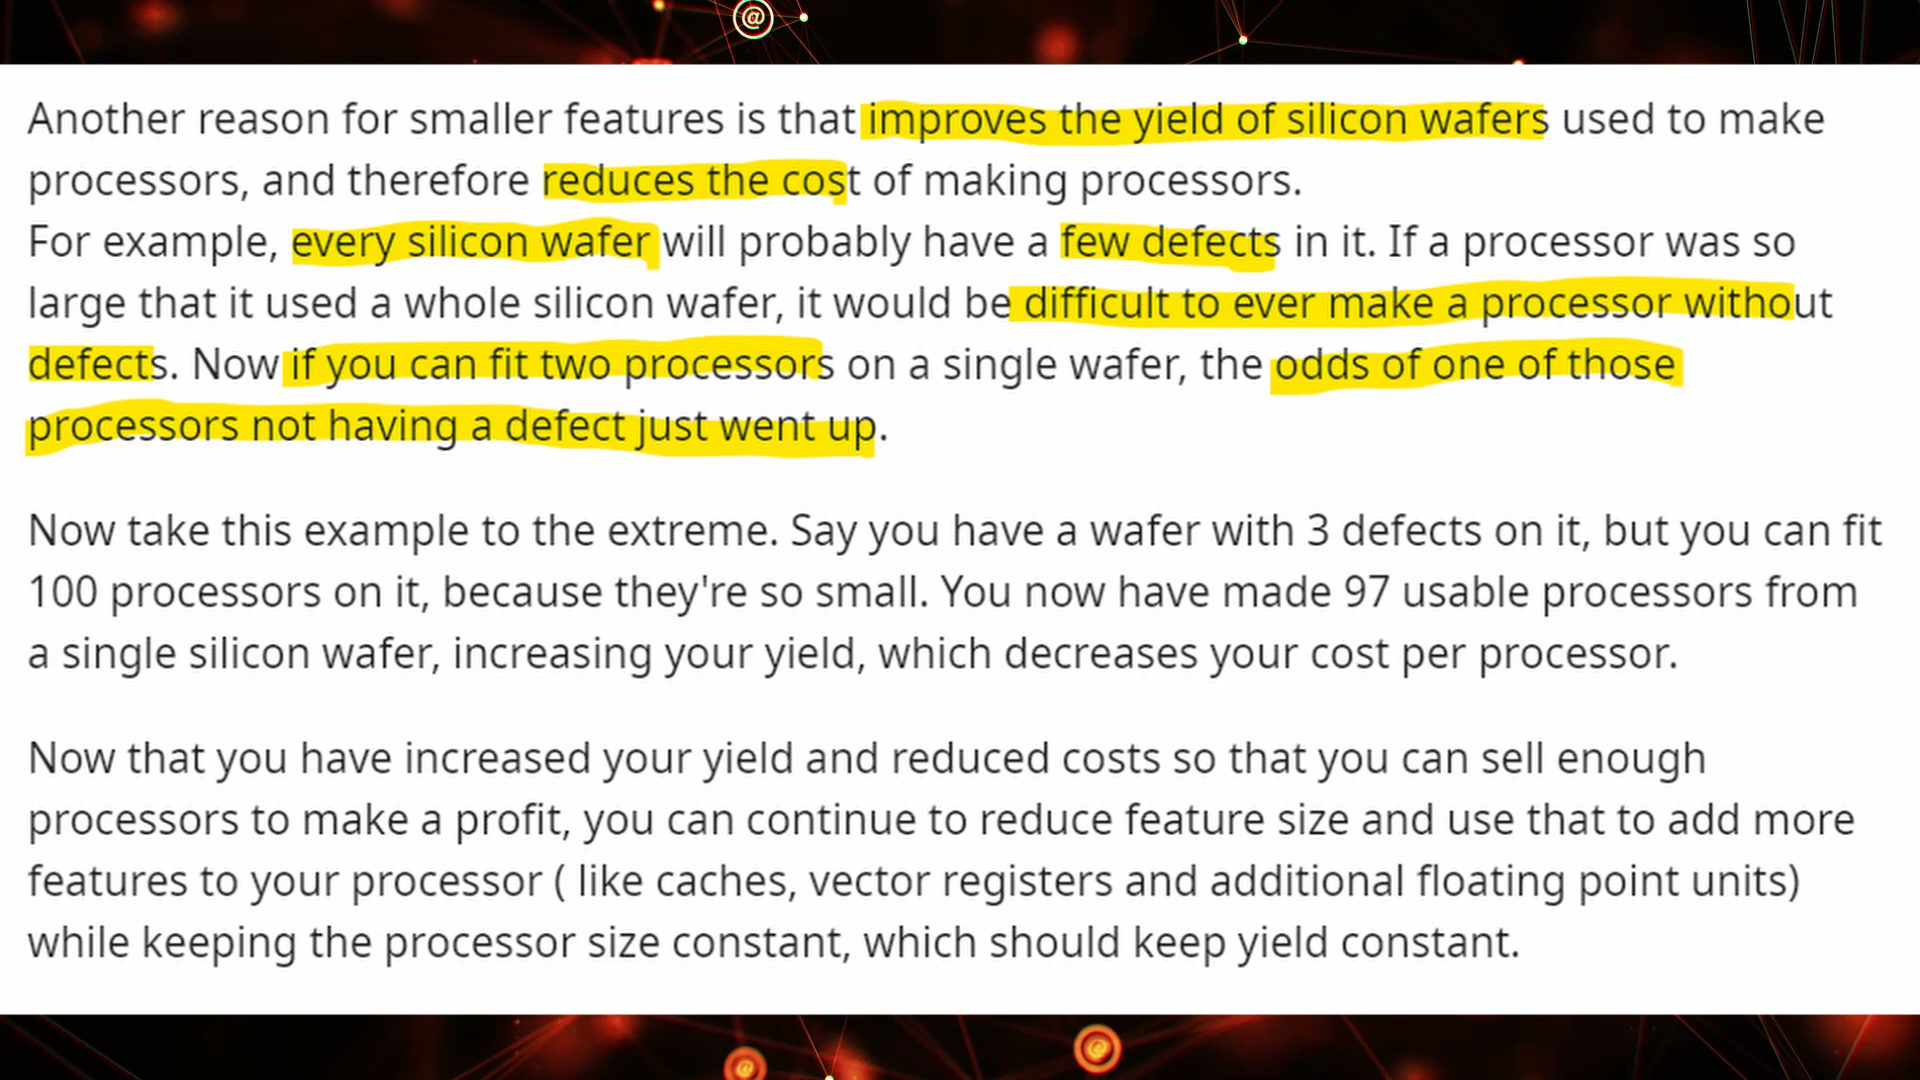 Another reason for smaller features is that improves the yield of silicon wafers used to make
processors, and therefore reduces the cost of making processors.
For example, every silicon wafer will probably have a few defects in it. If a processor was so
large that it used a whole silicon wafer, it would be difficult to ever make a processor without
defects. Now if you can fit two processors on a single wafer, the odds of one of those
processors not having a defect just went up.
Now take this example to the extreme. Say you have a wafer with 3 defects on it, but you can fit
100 processors on it, because they're so small. You now have made 97 usable processors from
a single silicon wafer, increasing your yield, which decreases your cost per processor.
Now that you have increased your yield and reduced costs so that you can sell enough
processors to make a profit, you can continue to reduce feature size and use that to add more
features to your processor ( like caches, vector registers and additional floating point units)
while keeping the processor size constant, which should keep yield constant.